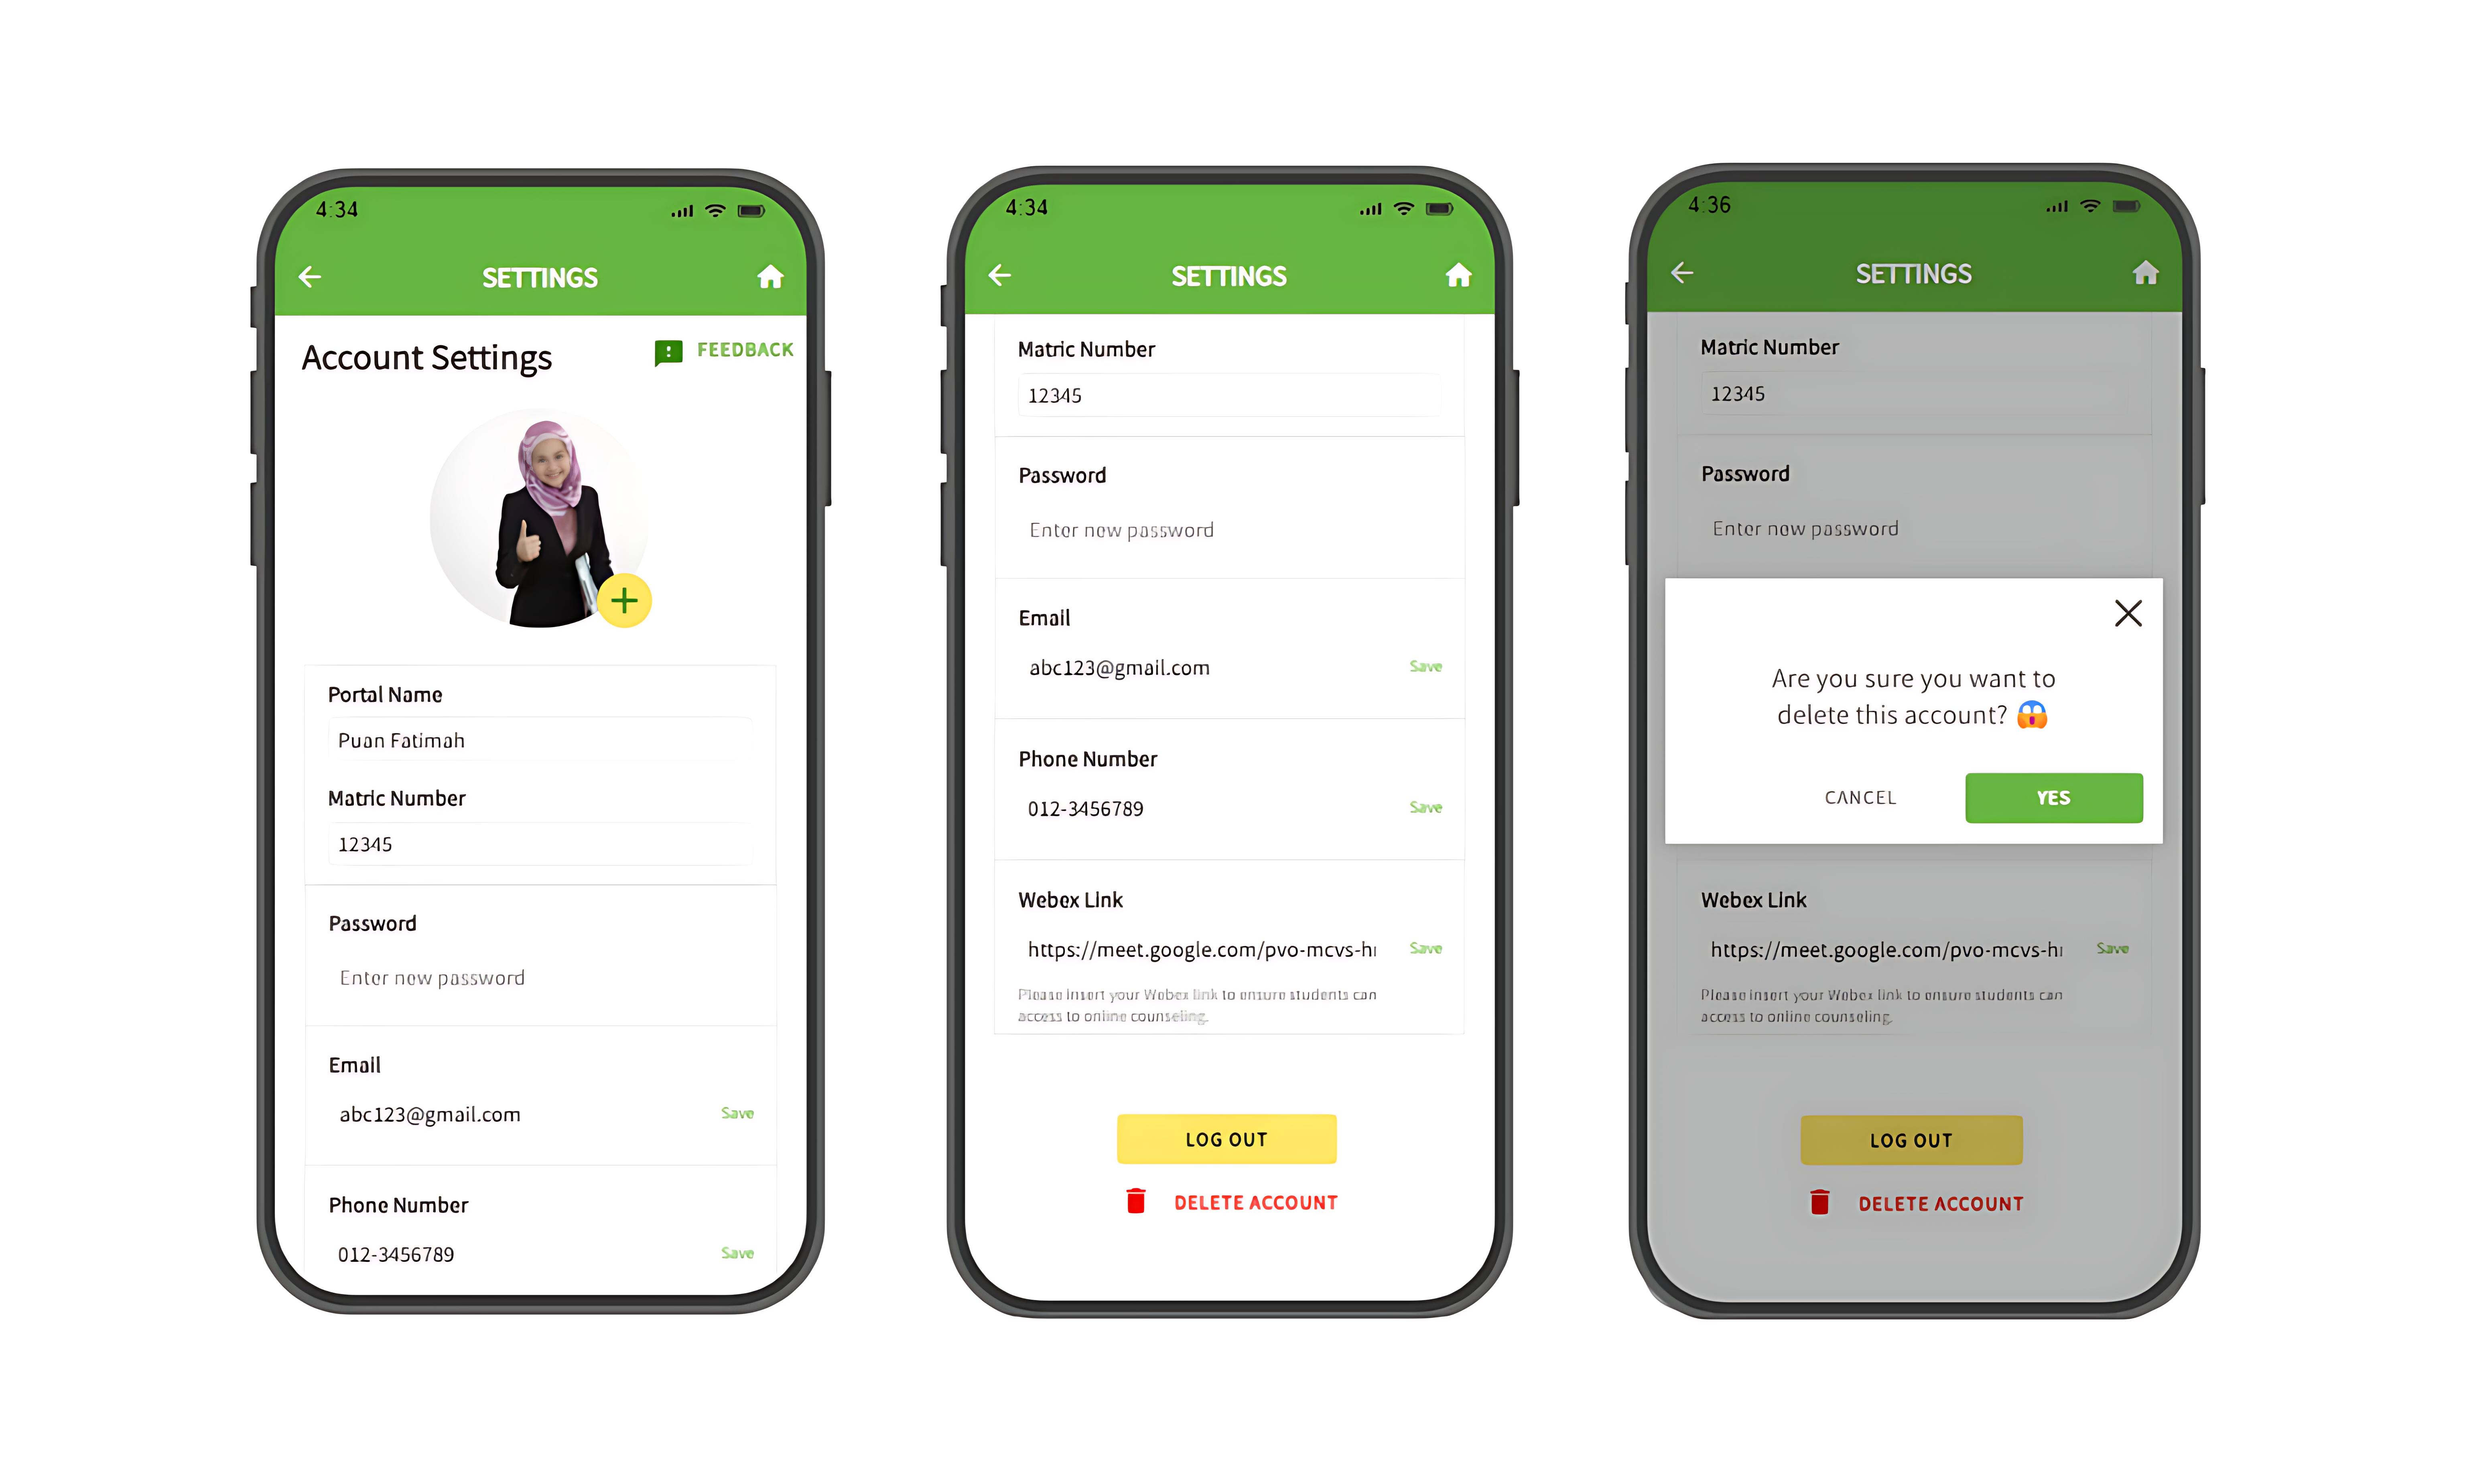 4:34
SETTINGS
Account Settings
FEEDBACK
Portal Name
Puan Fatimah
Matric Number
12345
Password
Enter new password
Email
abc123@gmail.com
Save
Phone Number
012-3456789
Save
4:34
SETTINGS
Matric Number
12345
Password
Enter new password
Email
abc123@gmail.com
Save
Phone Number
012-3456789
Save
Webex Link
https://meet.google.com/pvo-mcvs-h
Save
Please insert your Webex link to ensure students can
access to online counseling.
LOG OUT
DELETE ACCOUNT
4:36
SETTINGS
Matric Number
12345
Password
Enter new password
Are you sure you want to
delete this account? 😱
CANCEL
YES
Webex Link
https://meet.google.com/pvo-mcvs-h
Save
Please insert your Webex link to ensure students can
access to online counseling.
LOG OUT
DELETE ACCOUNT